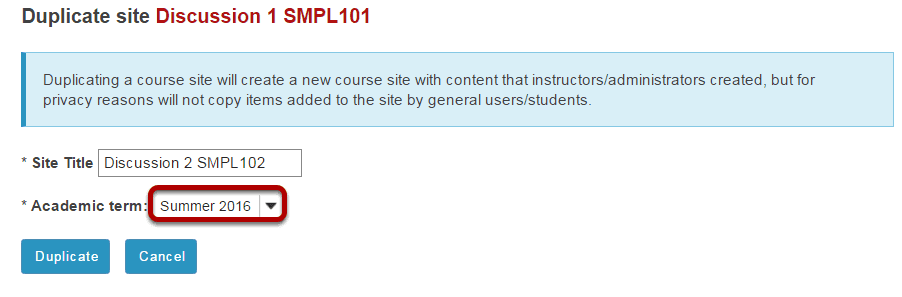 Duplicate site Discussion 1 SMPL101
Duplicating a course site will create a new course site with content that instructors/administrators created, but for
privacy reasons will not copy items added to the site by general users/students.
* Site Title Discussion 2 SMPL102
* Academic term: Summer 2016
Duplicate Cancel